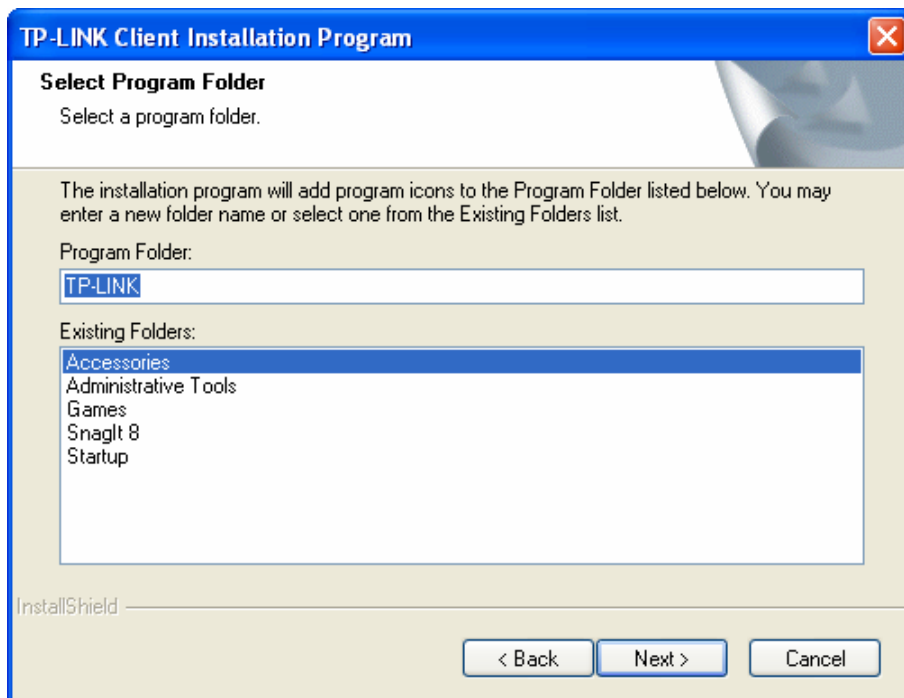 TP-LINK Client Installation Program
Select Program Folder
Select a program folder.
The installation program will add program icons to the Program Folder listed below. You may
enter a new folder name or select one from the Existing Folders list.
Program Folder:
TP-LINK
Existing Folders:
Accessories
Administrative Tools
Games
SnagIt 8
Startup
InstallShield
< Back Next > Cancel